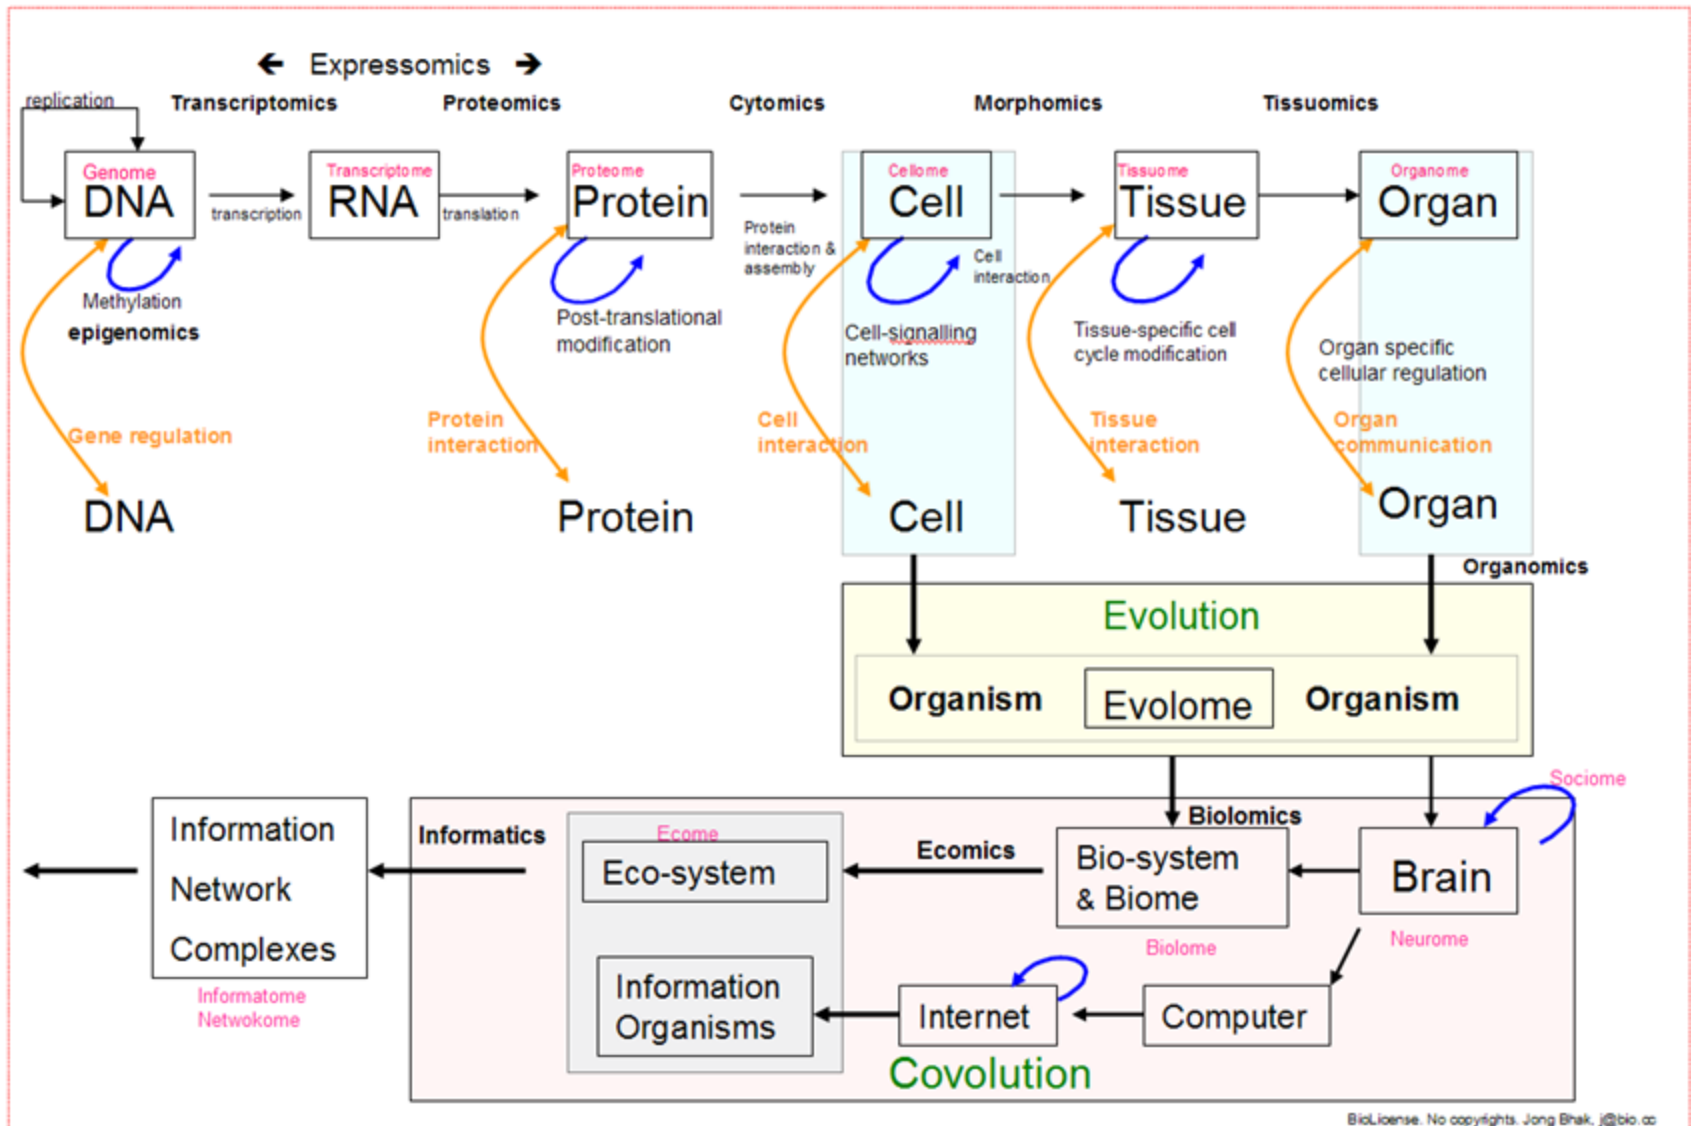 ← Expressomics →
replication
Transcriptomics
Proteomics
Cytomics
Morphomics
Tissuomics
Genome
DNA
transcription
Transcriptome
RNA
translation
Proteome
Protein
Protein
interaction &
assembly
Cellome
Cell
Cell
interaction
Tissuome
Tissue
Organome
Organ
Methylation
epigenomics
Post-translational
modification
Cell-signalling
networks
Tissue-specific cell
cycle modification
Organ specific
cellular regulation
Gene regulation
Protein
interaction
Cell
interaction
Tissue
interaction
Organ
communication
DNA
Protein
Cell
Tissue
Organ
Organomics
Evolution
Organism
Evolome
Organism
Sociome
Information
Network
Complexes
Informatome
Netwokome
Informatics
Ecome
Eco-system
Ecomics
Biolomics
Bio-system
& Biome
Biolome
Brain
Neurome
Information
Organisms
Internet
Computer
Covolution
BioLicense. No copyrights. Jong Bhak, j@bio.cc